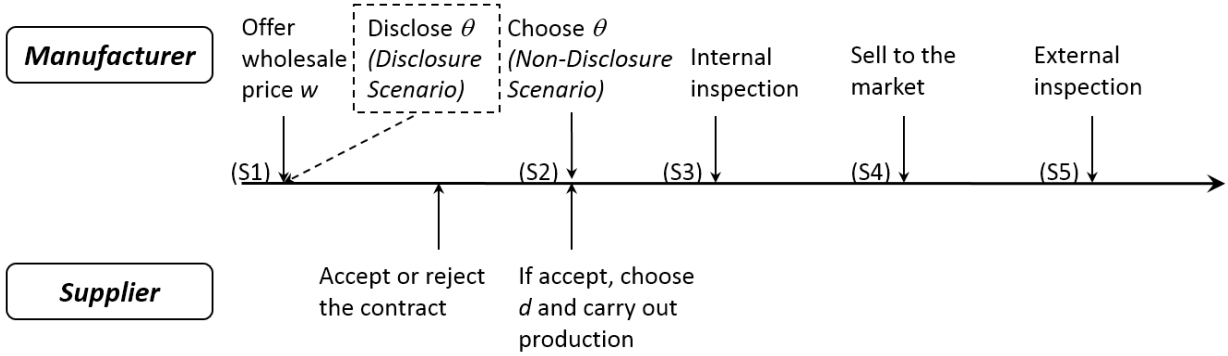 Manufacturer
Offer
wholesale
price w
Disclose θ
(Disclosure
Scenario)
Choose θ
(Non-Disclosure
Scenario)
Internal
inspection
Sell to the
market
External
inspection
(S1)
(S2)
(S3)
(S4)
(S5)
Supplier
Accept or reject
the contract
If accept, choose
d and carry out
production